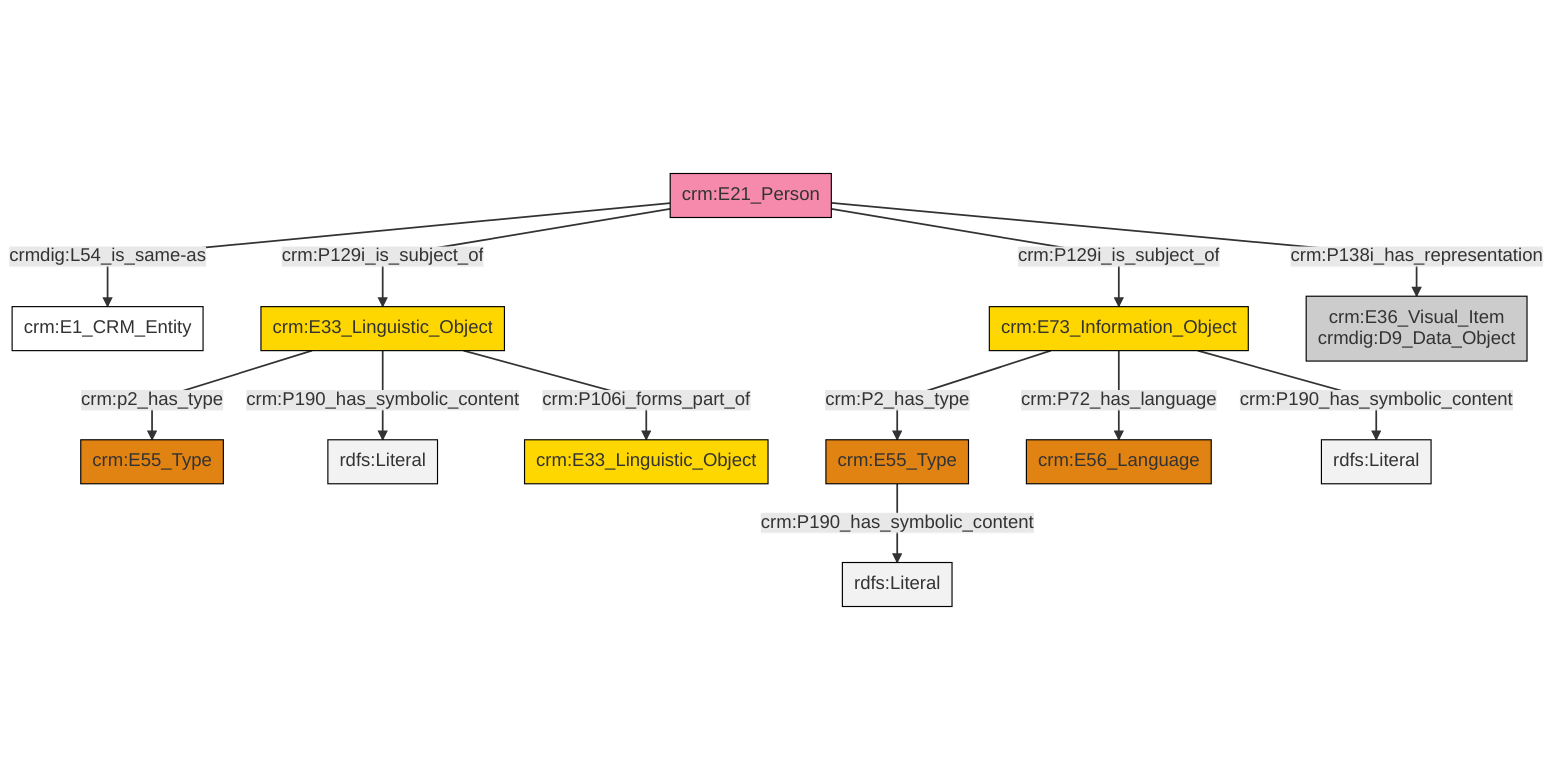 crm:E21_Person
crmdig:L54_is_same-as
crm:P129i_is_subject_of
crm:P129i_is_subject_of
crm:P138i_has_representation
crm:E1_CRM_Entity
crm:E33_Linguistic_Object
crm:E73_Information_Object
crm:E36_Visual_Item
crmdig:D9_Data_Object
crm:p2_has_type
crm:P190_has_symbolic_content
crm:P106i_forms_part_of
crm:P2_has_type
crm:P72_has_language
crm:P190_has_symbolic_content
crm:E55_Type
rdfs:Literal
crm:E33_Linguistic_Object
crm:E55_Type
crm:E56_Language
rdfs:Literal
crm:P190_has_symbolic_content
rdfs:Literal